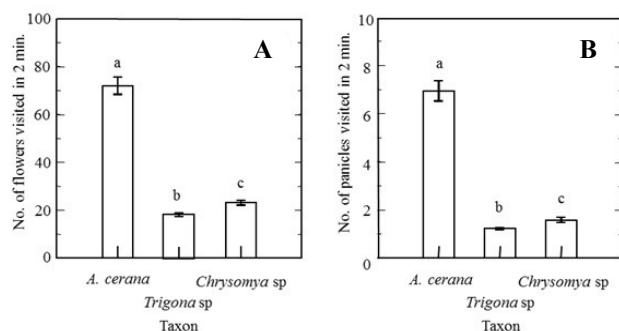 100
80
60
40
20
0
No. of flowers visited in 2 min.
A
a
b
c
A. cerana
Chrysomya sp
Trigona sp
Taxon
10
8
6
4
2
0
No. of panicles visited in 2 min.
B
a
b
c
A. cerana
Chrysomya sp
Trigona sp
Taxon